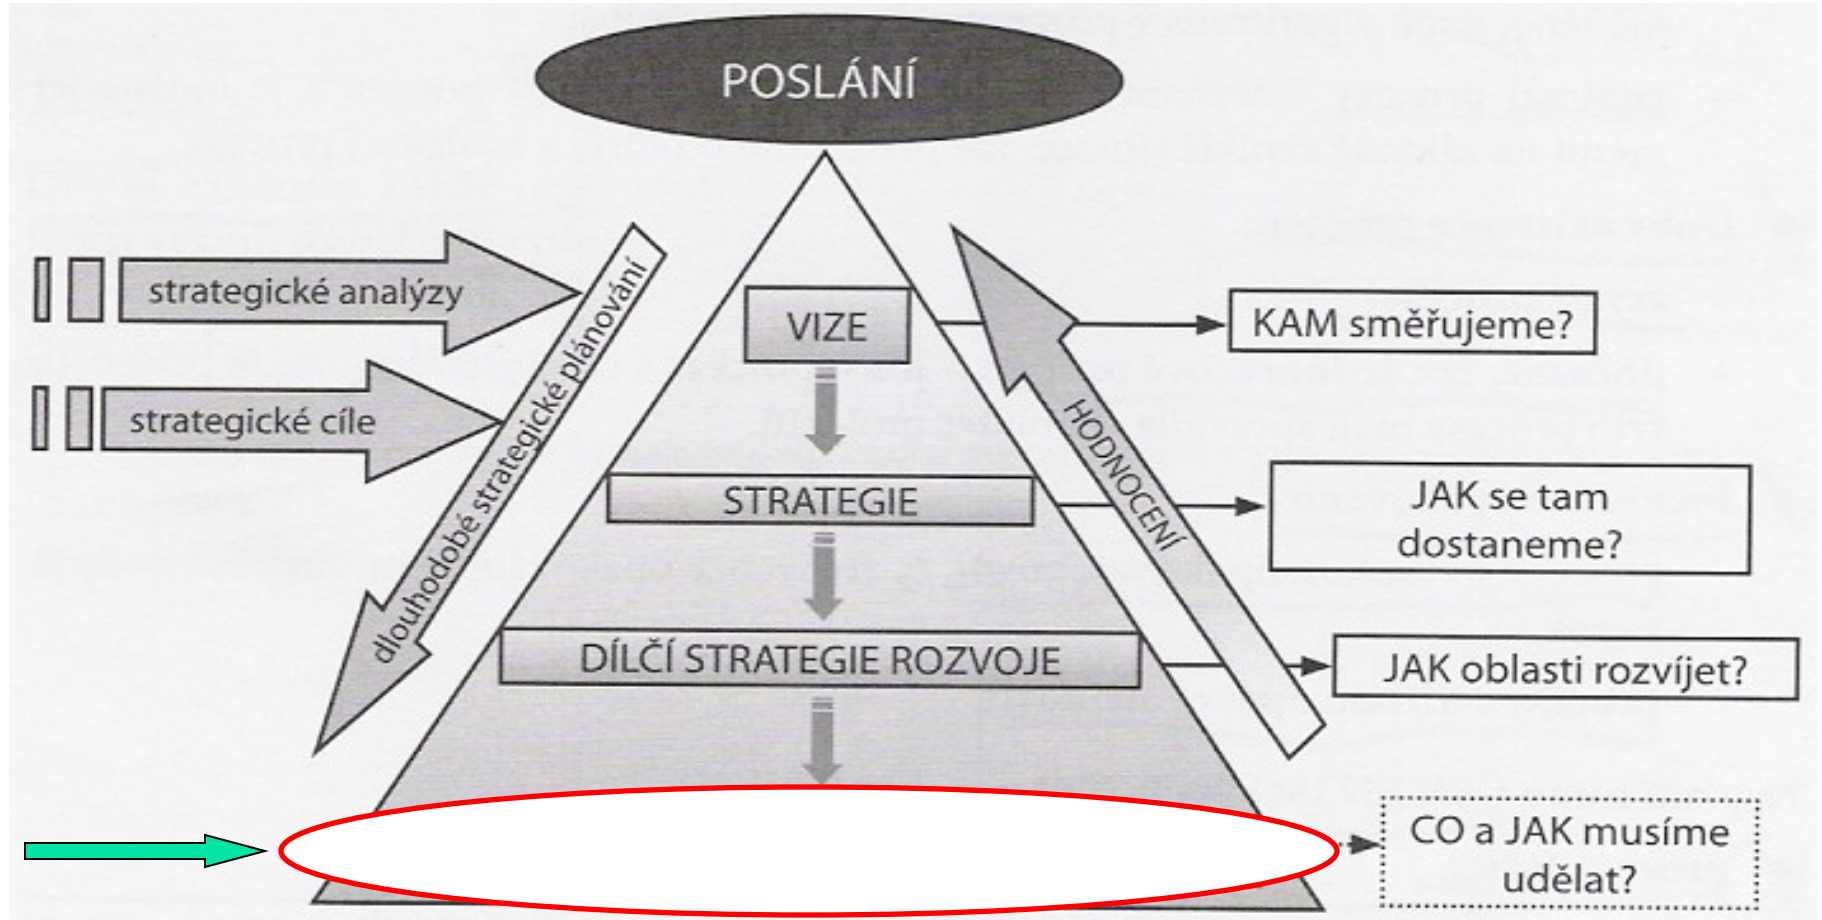 POSLÁNÍ
strategické analýzy
strategické cíle
dlouhodobé strategické plánování
VIZE
STRATEGIE
DÍLČÍ STRATEGIE ROZVOJE
HODNOCENÍ
KAM směřujeme?
JAK se tam
dostaneme?
JAK oblasti rozvíjet?
CO a JAK musíme
udělat?